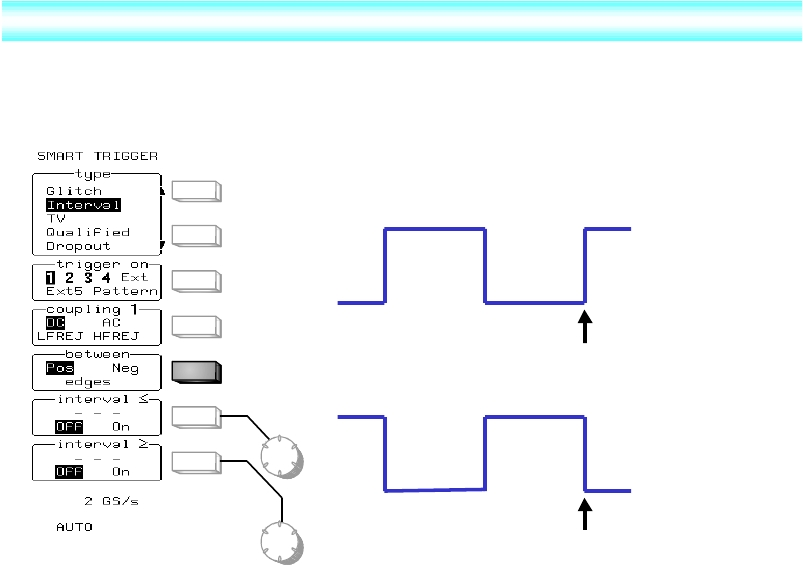 SMART TRIGGER
type
Glitch
Interval
TV
Qualified
Dropout
trigger on
1 2 3 4 Ext
Ext5 Pattern
coupling 1
DC AC
LFREJ HFREJ
between
Pos Neg
edges
interval ≤
- - -
Off On
interval ≥
- - -
Off On
2 GS/s
AUTO